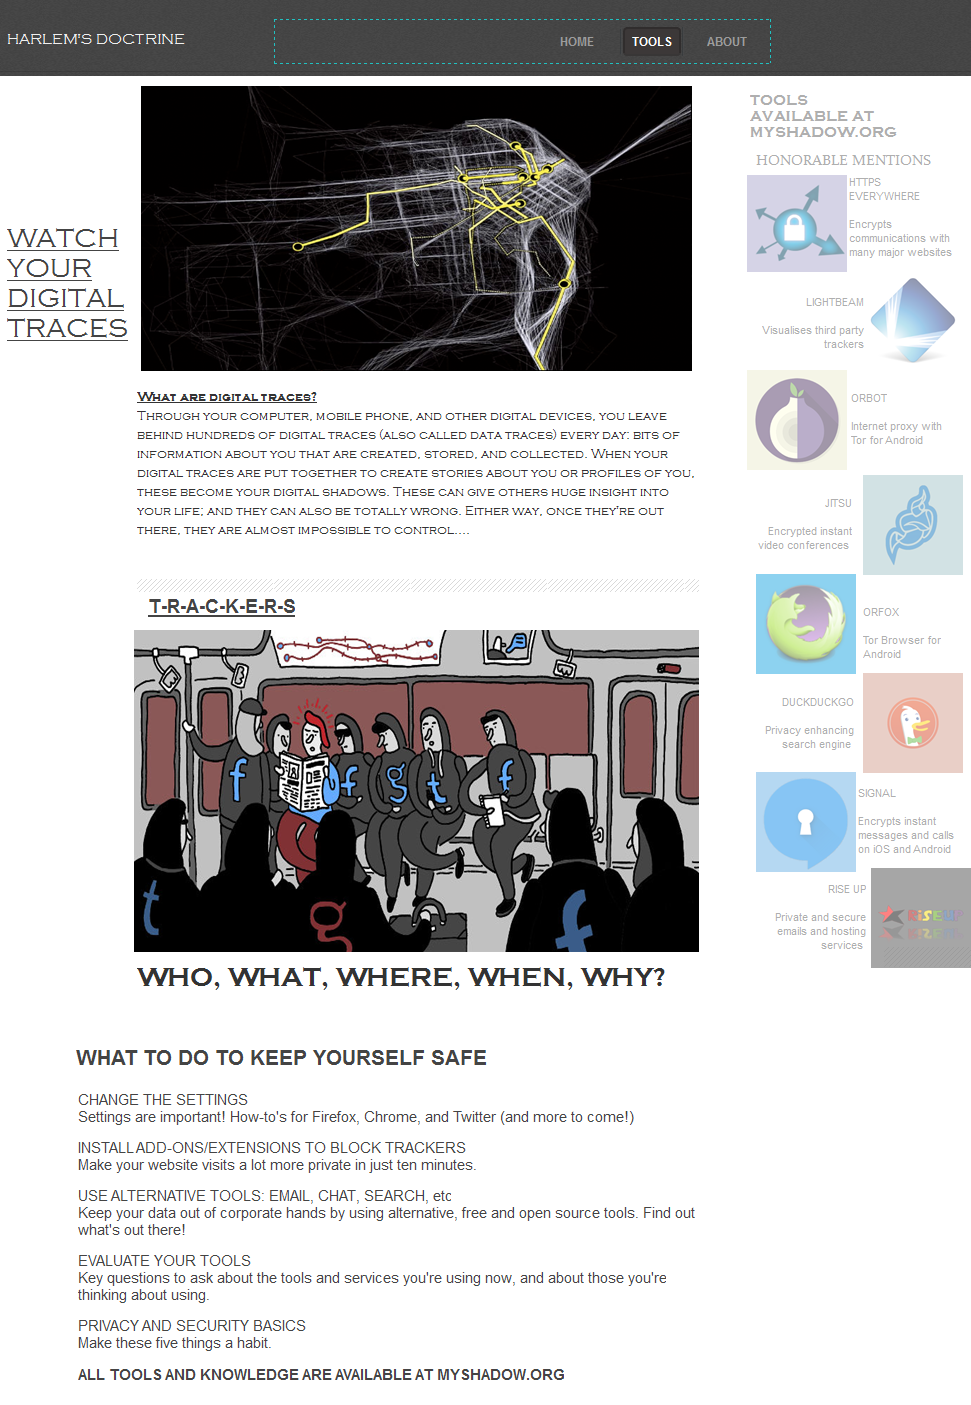 HARLEM'S DOCTRINE
HOME
TOOLS
ABOUT
WATCH
YOUR
DIGITAL
TRACES
WHAT ARE DIGITAL TRACES?
THROUGH YOUR COMPUTER, MOBILE PHONE, AND OTHER DIGITAL DEVICES, YOU LEAVE
BEHIND HUNDREDS OF DIGITAL TRACES (ALSO CALLED DATA TRACES) EVERY DAY: BITS OF
INFORMATION ABOUT YOU THAT ARE CREATED, STORED, AND COLLECTED. WHEN YOUR
DIGITAL TRACES ARE PUT TOGETHER TO CREATE STORIES ABOUT YOU OR PROFILES OF YOU,
THESE BECOME YOUR DIGITAL SHADOWS. THESE CAN GIVE OTHERS HUGE INSIGHT INTO
YOUR LIFE; AND THEY CAN ALSO BE TOTALLY WRONG. EITHER WAY, ONCE THEY'RE OUT
THERE, THEY ARE ALMOST IMPOSSIBLE TO CONTROL....
T-R-A-C-K-E-R-S
f
f
g
t
f
t
g
f
WHO, WHAT, WHERE, WHEN, WHY?
WHAT TO DO TO KEEP YOURSELF SAFE
CHANGE THE SETTINGS
Settings are important! How-to's for Firefox, Chrome, and Twitter (and more to come!)
INSTALL ADD-ONS/EXTENSIONS TO BLOCK TRACKERS
Make your website visits a lot more private in just ten minutes.
USE ALTERNATIVE TOOLS: EMAIL, CHAT, SEARCH, etc
Keep your data out of corporate hands by using alternative, free and open source tools. Find out
what's out there!
EVALUATE YOUR TOOLS
Key questions to ask about the tools and services you're using now, and about those you're
thinking about using.
PRIVACY AND SECURITY BASICS
Make these five things a habit.
ALL TOOLS AND KNOWLEDGE ARE AVAILABLE AT MYSHADOW.ORG
TOOLS
AVAILABLE AT
MYSHADOW.ORG
HONORABLE MENTIONS
HTTPS
EVERYWHERE
Encrypts
communications with
many major websites
LIGHTBEAM
Visualises third party
trackers
ORBOT
Internet proxy with
Tor for Android
JITSU
Encrypted instant
video conferences
ORFOX
Tor Browser for
Android
DUCKDUCKGO
Privacy enhancing
search engine
SIGNAL
Encrypts instant
messages and calls
on iOS and Android
RISE UP
Private and secure
emails and hosting
services
RiSEUP